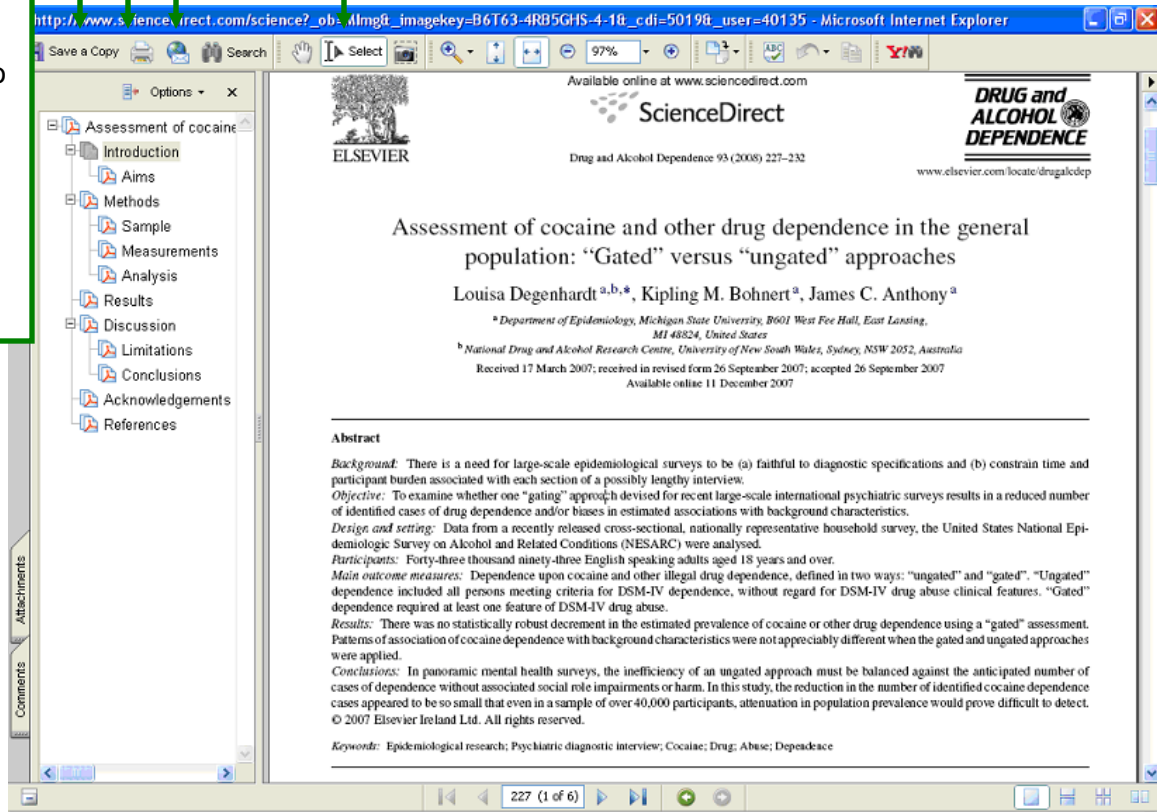 http://www.sciencedirect.com/science?_ob=MImg&_imagekey=B6T63-4RB5GHS-4-1&_cdi=5019&_user=40135 - Microsoft Internet Explorer
Save a Copy Search Select 97% Y!
Options x
Assessment of cocaine
Introduction
Aims
Methods
Sample
Measurements
Analysis
Results
Discussion
Limitations
Conclusions
Acknowledgements
References
Attachments
Comments
ELSEVIER
Available online at www.sciencedirect.com
ScienceDirect
Drug and Alcohol Dependence 93 (2008) 227–232
DRUG and
ALCOHOL
DEPENDENCE
www.elsevier.com/locate/drugalcdep
Assessment of cocaine and other drug dependence in the general
population: “Gated” versus “ungated” approaches
Louisa Degenhardt a,b,*, Kipling M. Bohnert a, James C. Anthony a
a Department of Epidemiology, Michigan State University, B601 West Fee Hall, East Lansing,
MI 48824, United States
b National Drug and Alcohol Research Centre, University of New South Wales, Sydney, NSW 2052, Australia
Received 17 March 2007; received in revised form 26 September 2007; accepted 26 September 2007
Available online 11 December 2007
Abstract
Background: There is a need for large-scale epidemiological surveys to be (a) faithful to diagnostic specifications and (b) constrain time and
participant burden associated with each section of a possibly lengthy interview.
Objective: To examine whether one “gating” approach devised for recent large-scale international psychiatric surveys results in a reduced number
of identified cases of drug dependence and/or biases in estimated associations with background characteristics.
Design and setting: Data from a recently released cross-sectional, nationally representative household survey, the United States National Epi-
demiologic Survey on Alcohol and Related Conditions (NESARC) were analysed.
Participants: Forty-three thousand ninety-three English speaking adults aged 18 years and over.
Main outcome measures: Dependence upon cocaine and other illegal drug dependence, defined in two ways: “ungated” and “gated”. “Ungated”
dependence included all persons meeting criteria for DSM-IV dependence, without regard for DSM-IV drug abuse clinical features. “Gated”
dependence required at least one feature of DSM-IV drug abuse.
Results: There was no statistically robust decrement in the estimated prevalence of cocaine or other drug dependence using a “gated” assessment.
Patterns of association of cocaine dependence with background characteristics were not appreciably different when the gated and ungated approaches
were applied.
Conclusions: In panoramic mental health surveys, the inefficiency of an ungated approach must be balanced against the anticipated number of
cases of dependence without associated social role impairments or harm. In this study, the reduction in the number of identified cocaine dependence
cases appeared to be so small that even in a sample of over 40,000 participants, attenuation in population prevalence would prove difficult to detect.
© 2007 Elsevier Ireland Ltd. All rights reserved.
Keywords: Epidemiological research; Psychiatric diagnostic interview; Cocaine; Drug; Abuse; Dependence
227 (1 of 6)